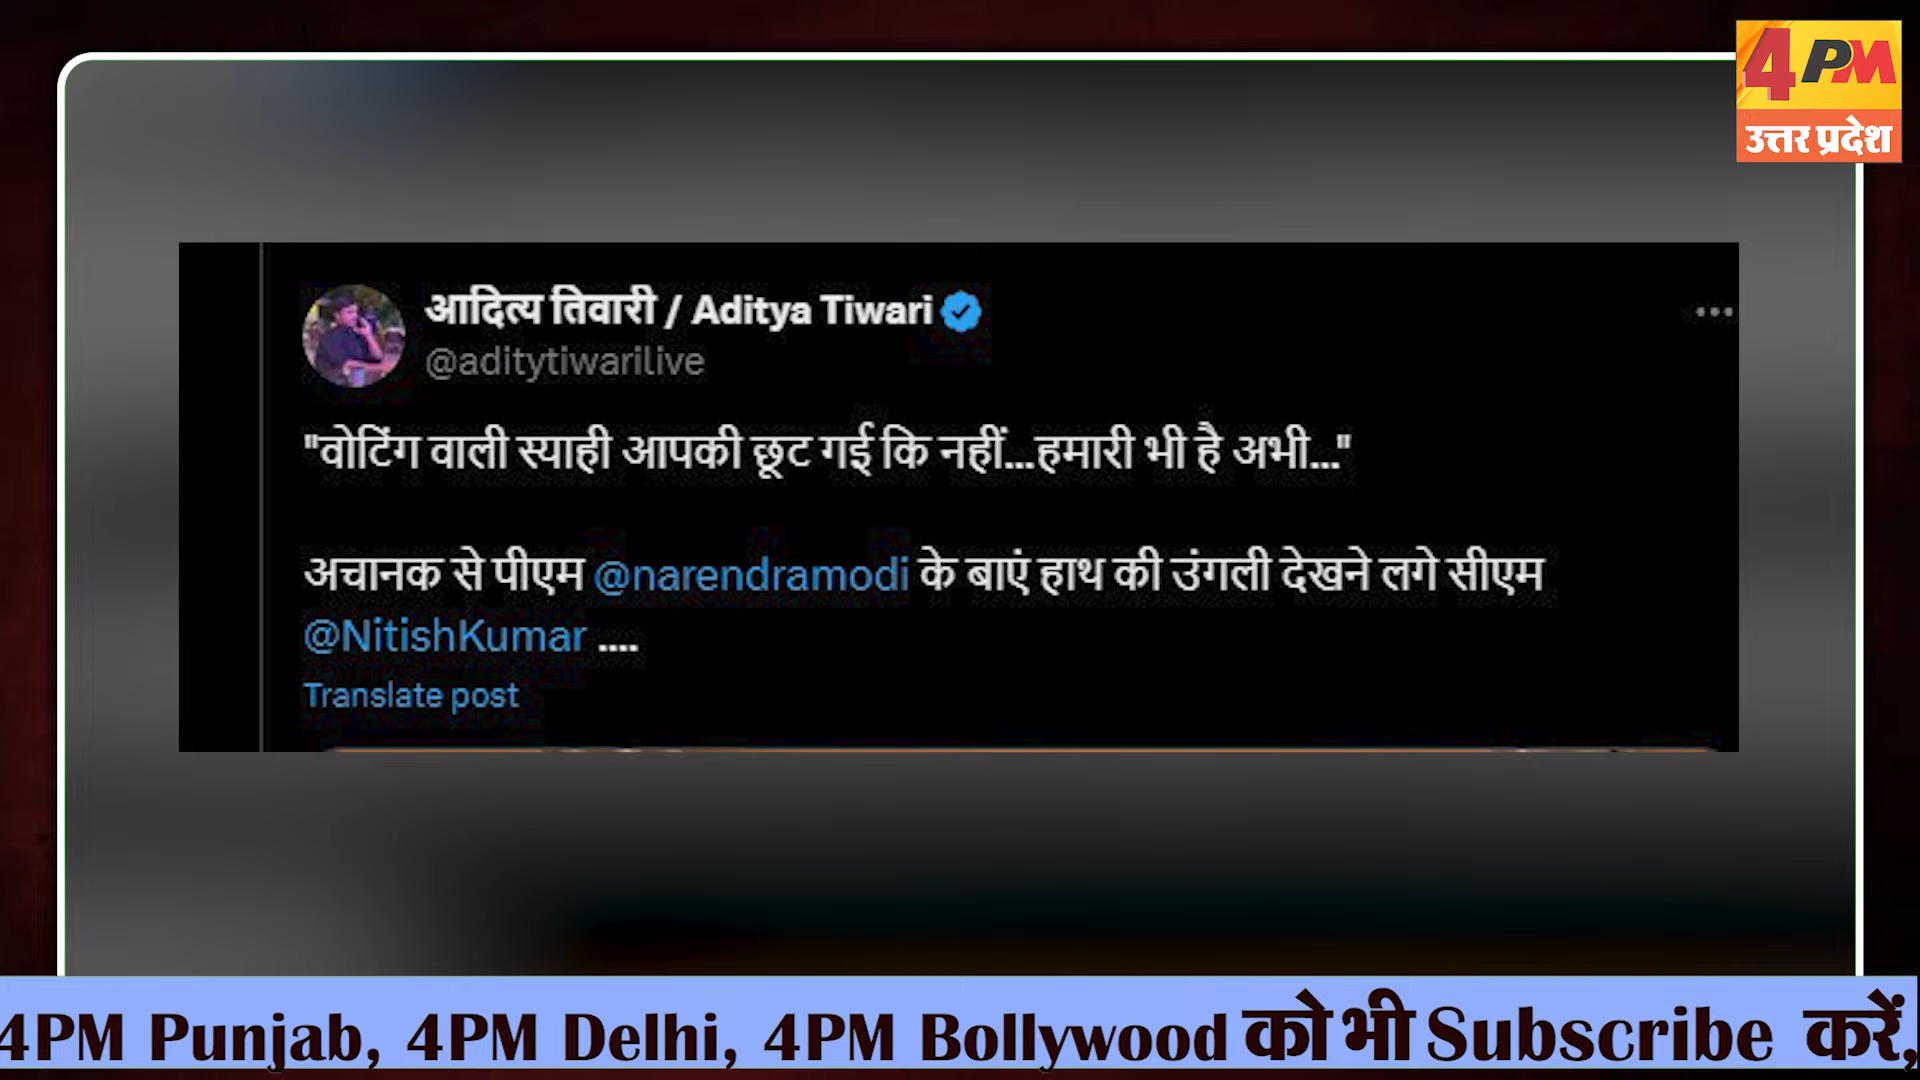 4PM
उत्तर प्रदेश
आदित्य तिवारी / Aditya Tiwari
@aditytiwarilive
"वोटिंग वाली स्याही आपकी छूट गई कि नहीं...हमारी भी है अभी..."
अचानक से पीएम @narendramodi के बाएं हाथ की उंगली देखने लगे सीएम
@NitishKumar ....
Translate post
4PM Punjab, 4PM Delhi, 4PM Bollywood को भी Subscribe करें,